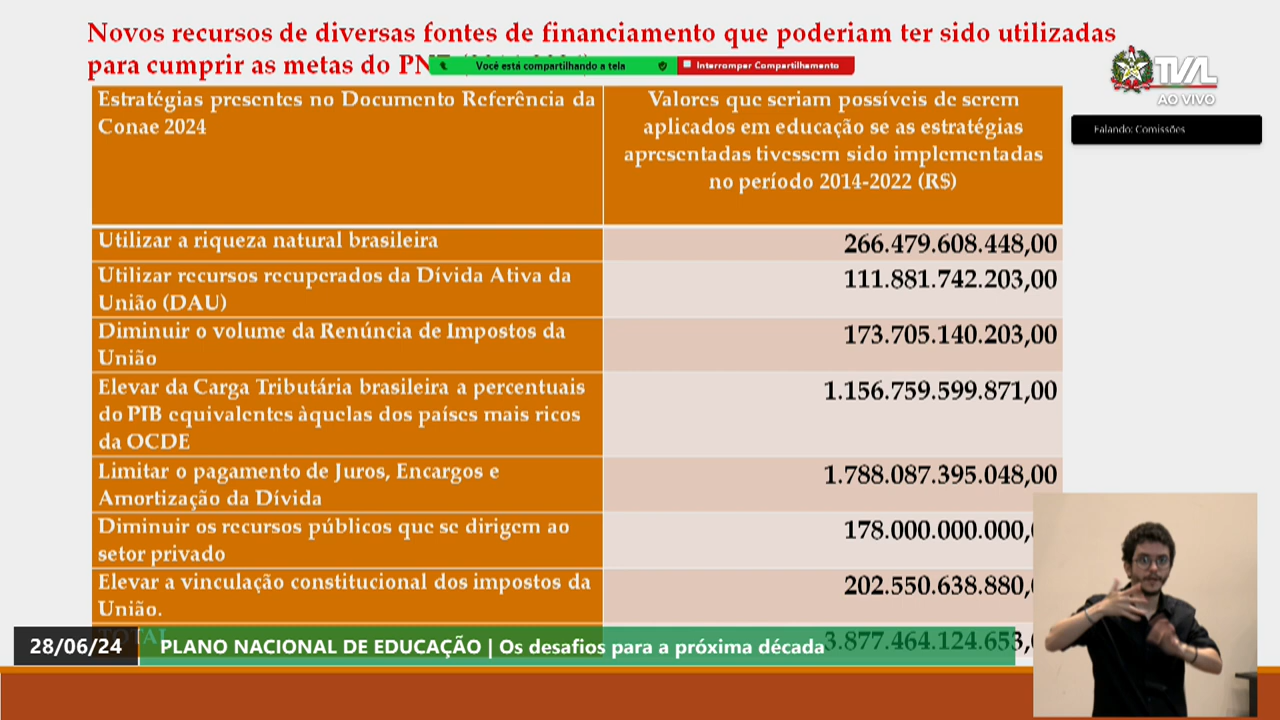 Novos recursos de diversas fontes de financiamento que poderiam ter sido utilizadas
para cumprir as metas do
Você está compartilhando a tela
Interromper Compartilhamento
TVAL
AO VIVO
Falando: Comissões
Estratégias presentes no Documento Referência da
Conae 2024
Valores que seriam possíveis de serem
aplicados em educação se as estratégias
apresentadas tivessem sido implementadas
no período 2014-2022 (R$)
Utilizar a riqueza natural brasileira
266.479.608.448,00
Utilizar recursos recuperados da Dívida Ativa da
União (DAU)
111.881.742.203,00
Diminuir o volume da Renúncia de Impostos da
União
173.705.140.203,00
Elevar da Carga Tributária brasileira a percentuais
do PIB equivalentes àquelas dos países mais ricos
da OCDE
1.156.759.599.871,00
Limitar o pagamento de Juros, Encargos e
Amortização da Dívida
1.788.087.395.048,00
Diminuir os recursos públicos que se dirigem ao
setor privado
178.000.000.000,
Elevar a vinculação constitucional dos impostos da
União.
202.550.638.880,
TOTAL
3.877.464.124.653,
28/06/24
PLANO NACIONAL DE EDUCAÇÃO | Os desafios para a próxima década